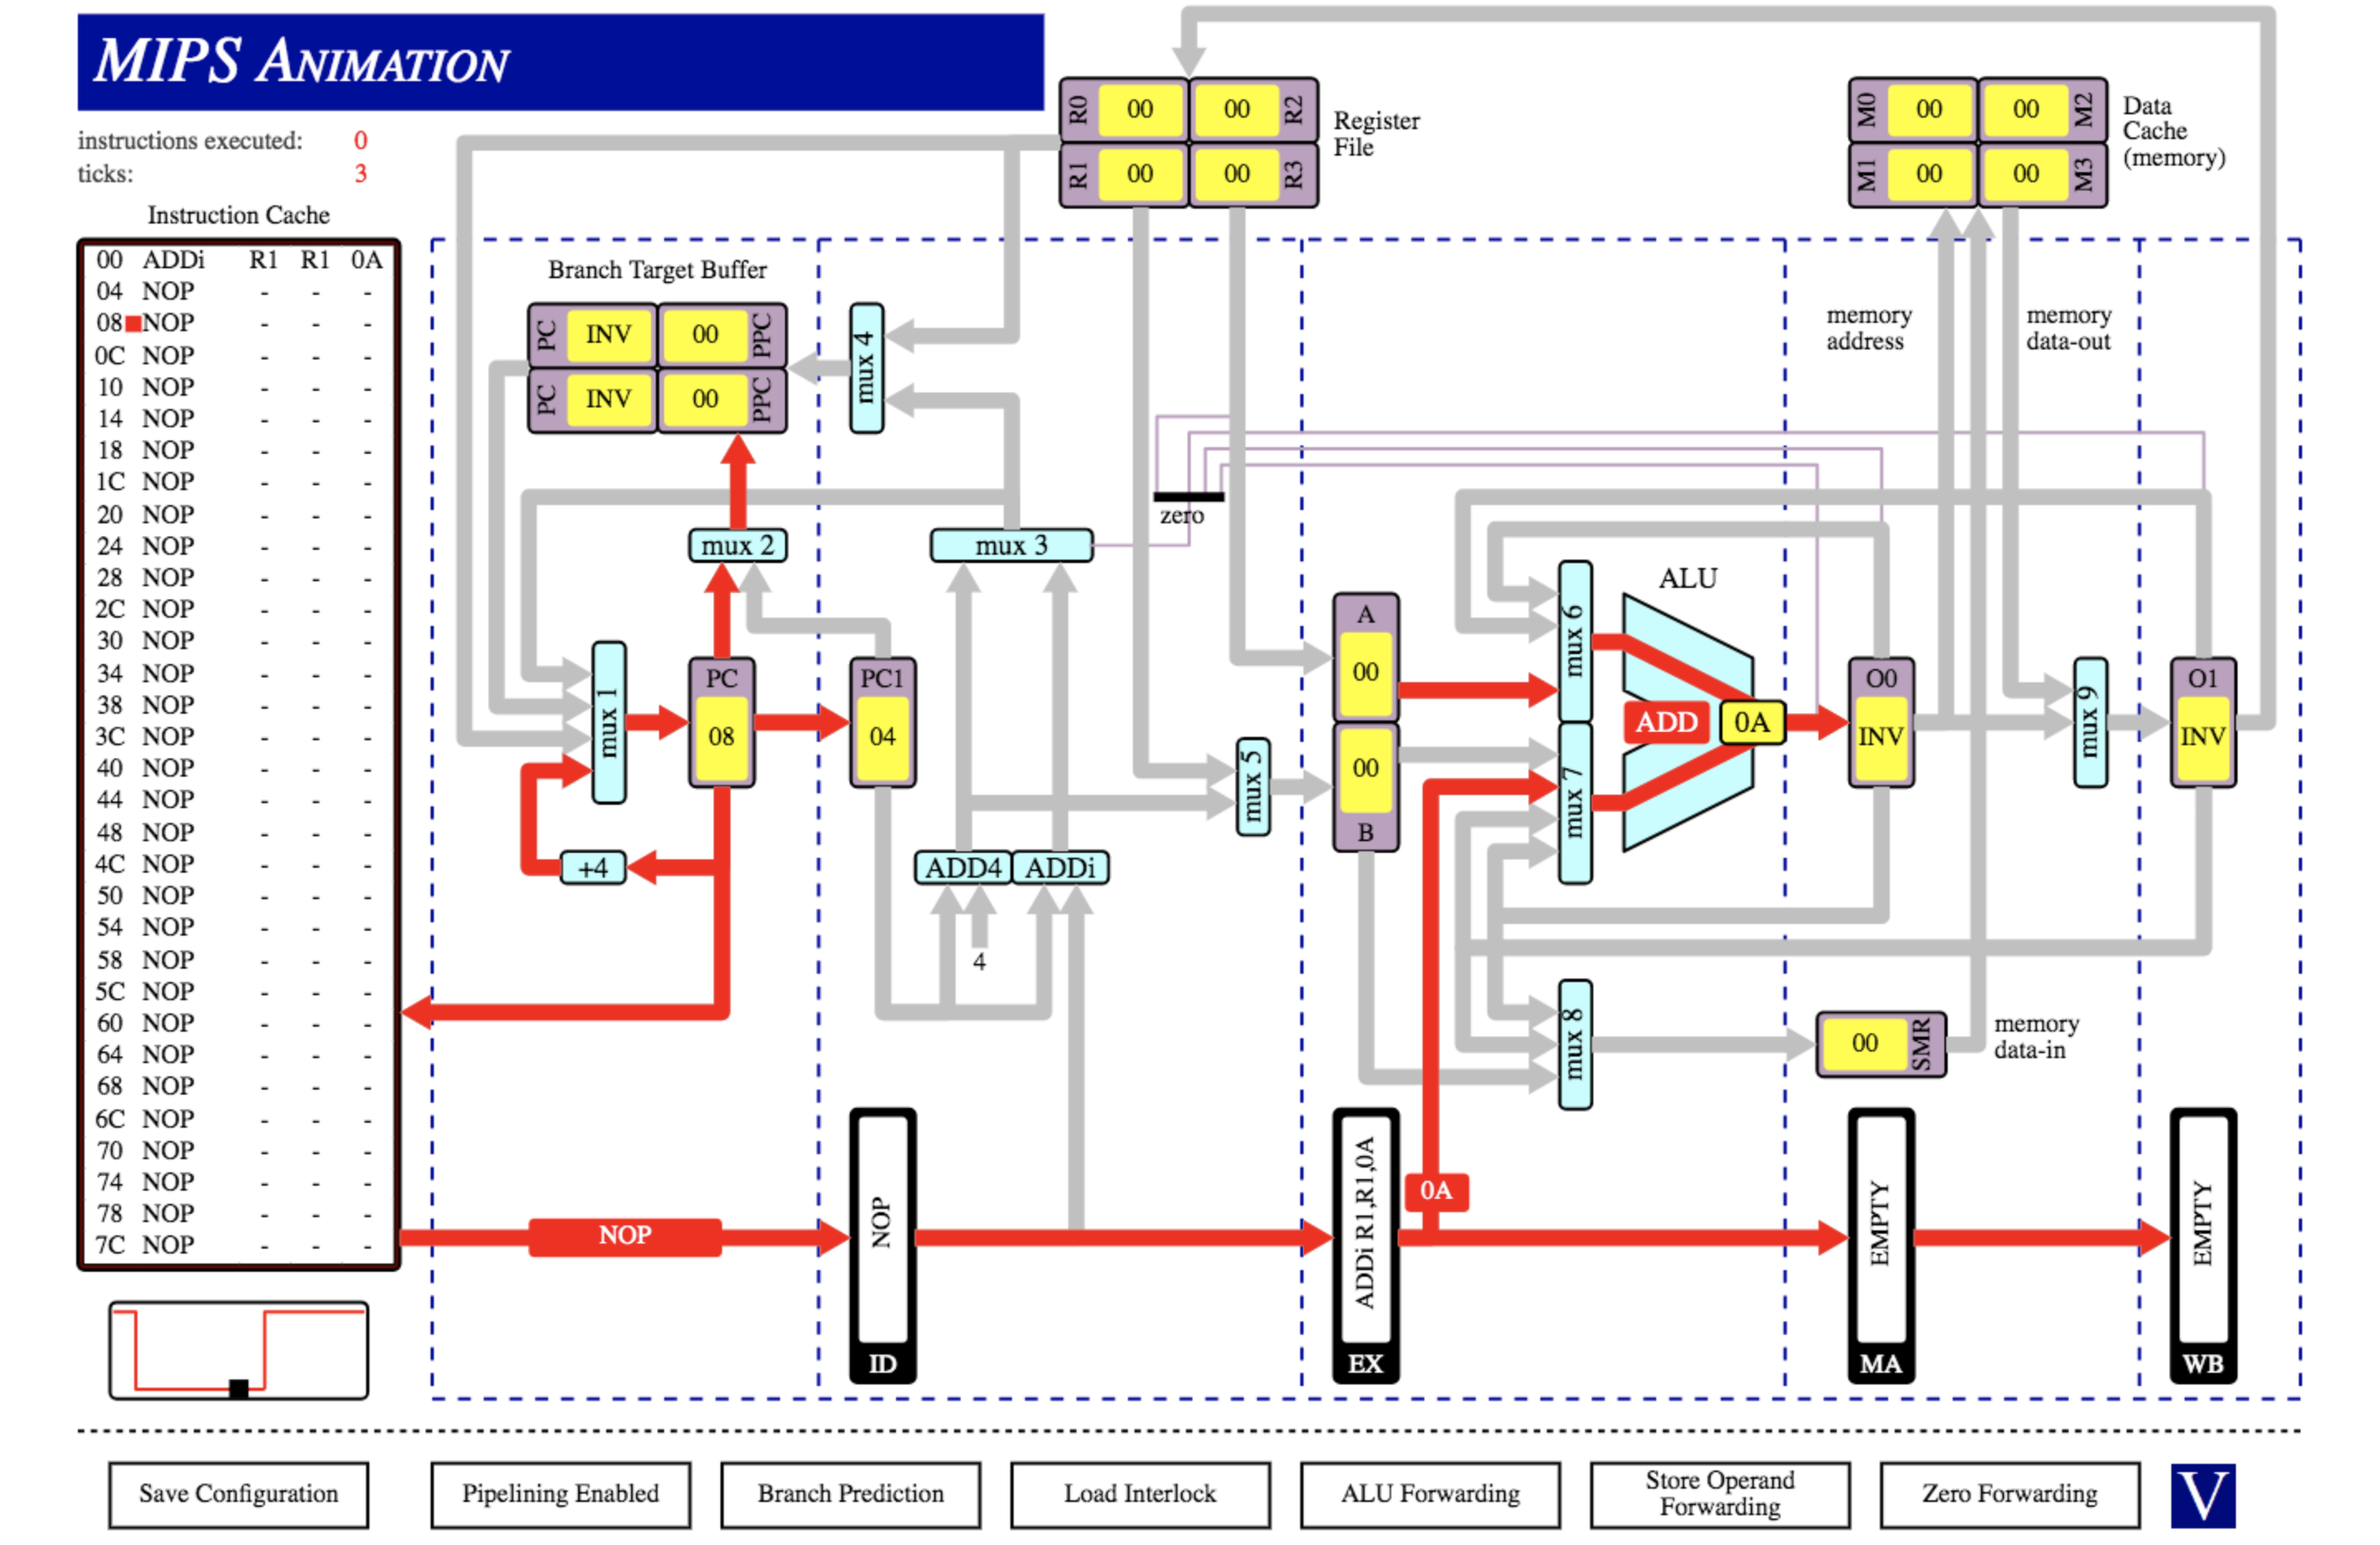 MIPS ANIMATION
instructions executed: 0
ticks: 3
Instruction Cache
00 ADDi R1 R1 0A
04 NOP - - -
08 NOP - - -
0C NOP - - -
10 NOP - - -
14 NOP - - -
18 NOP - - -
1C NOP - - -
20 NOP - - -
24 NOP - - -
28 NOP - - -
2C NOP - - -
30 NOP - - -
34 NOP - - -
38 NOP - - -
3C NOP - - -
40 NOP - - -
44 NOP - - -
48 NOP - - -
4C NOP - - -
50 NOP - - -
54 NOP - - -
58 NOP - - -
5C NOP - - -
60 NOP - - -
64 NOP - - -
68 NOP - - -
6C NOP - - -
70 NOP - - -
74 NOP - - -
78 NOP - - -
7C NOP - - -
R0 00 00 R2
R1 00 00 R3
Register
File
M0 00 00 M2
M1 00 00 M3
Data
Cache
(memory)
Branch Target Buffer
PC INV 00 PPC
PC INV 00 PPC
mux 4
memory
address
memory
data-out
zero
mux 2
mux 3
mux 1
PC
08
PC1
04
+4
ADD4
ADDi
4
mux 5
A
00
00
B
mux 6
mux 7
ALU
ADD
0A
O0
INV
mux 9
O1
INV
mux 8
00 SMR
memory
data-in
0A
NOP
NOP
ID
ADDi R1,R1,0A
EX
EMPTY
MA
EMPTY
WB
Save Configuration
Pipelining Enabled
Branch Prediction
Load Interlock
ALU Forwarding
Store Operand
Forwarding
Zero Forwarding
V